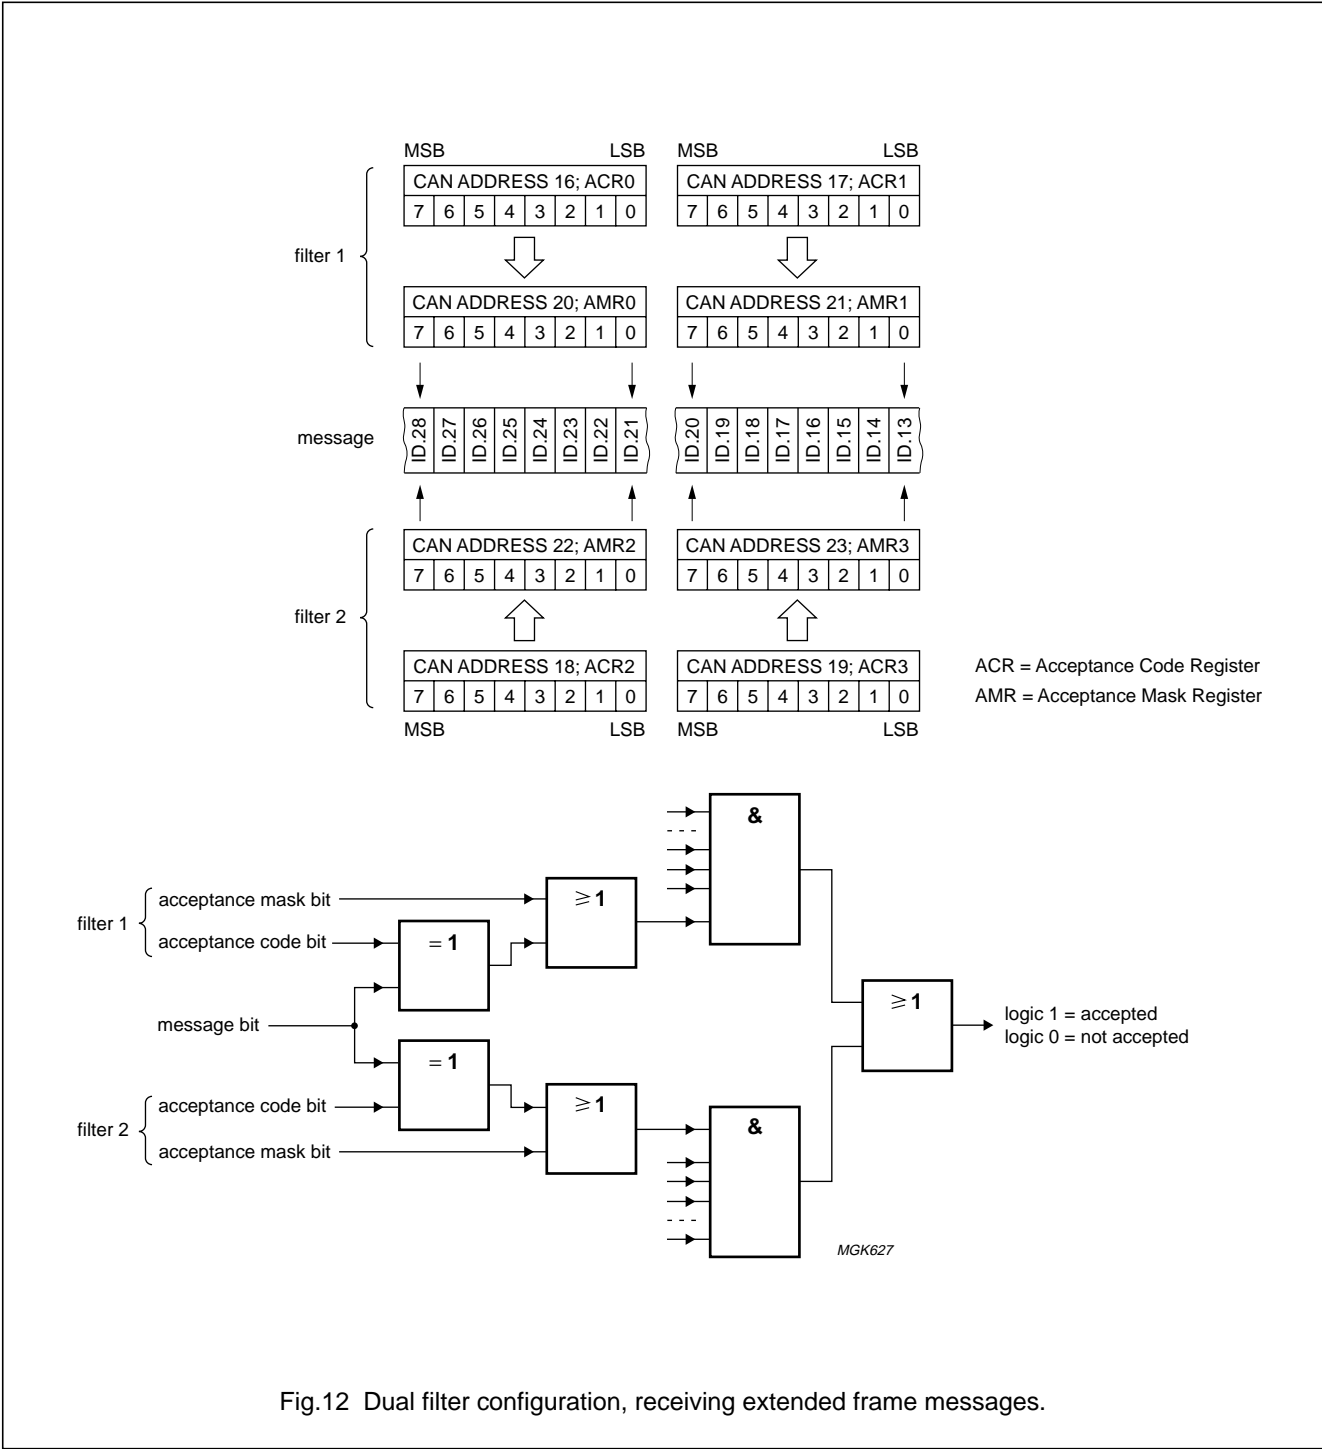 MSB LSB MSB LSB
CAN ADDRESS 16; ACR0 CAN ADDRESS 17; ACR1
7 6 5 4 3 2 1 0 7 6 5 4 3 2 1 0
filter 1
CAN ADDRESS 20; AMR0 CAN ADDRESS 21; AMR1
7 6 5 4 3 2 1 0 7 6 5 4 3 2 1 0
message ID.28 ID.27 ID.26 ID.25 ID.24 ID.23 ID.22 ID.21 ID.20 ID.19 ID.18 ID.17 ID.16 ID.15 ID.14 ID.13
CAN ADDRESS 22; AMR2 CAN ADDRESS 23; AMR3
7 6 5 4 3 2 1 0 7 6 5 4 3 2 1 0
filter 2
CAN ADDRESS 18; ACR2 CAN ADDRESS 19; ACR3
7 6 5 4 3 2 1 0 7 6 5 4 3 2 1 0
MSB LSB MSB LSB
ACR = Acceptance Code Register
AMR = Acceptance Mask Register
&
filter 1
acceptance mask bit
≥ 1
acceptance code bit
= 1
message bit
≥ 1
logic 1 = accepted
logic 0 = not accepted
= 1
filter 2
acceptance code bit
≥ 1
&
acceptance mask bit
MGK627
Fig.12 Dual filter configuration, receiving extended frame messages.